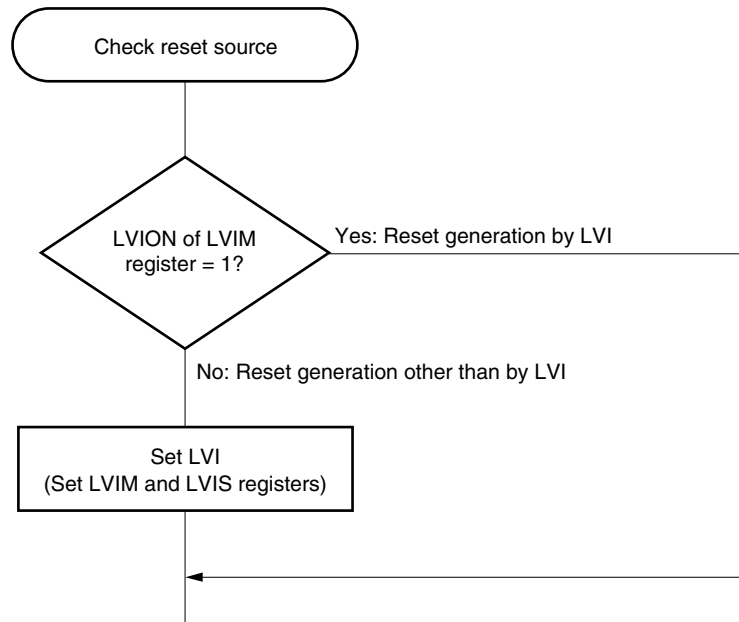 Check reset source
LVION of LVIM
register = 1?
Yes: Reset generation by LVI
No: Reset generation other than by LVI
Set LVI
(Set LVIM and LVIS registers)